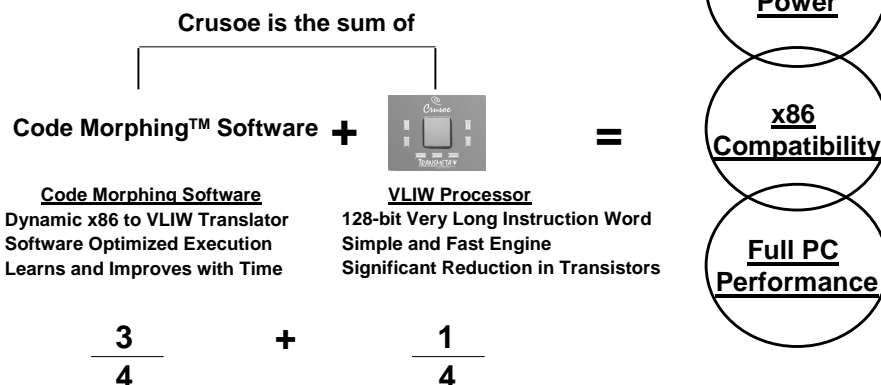 Crusoe is the sum of
Power
Code Morphing™ Software + =
Crusoe
TRANSMETA
x86
Compatibility
Code Morphing Software
Dynamic x86 to VLIW Translator
Software Optimized Execution
Learns and Improves with Time
VLIW Processor
128-bit Very Long Instruction Word
Simple and Fast Engine
Significant Reduction in Transistors
Full PC
Performance
3 + 1
4 4